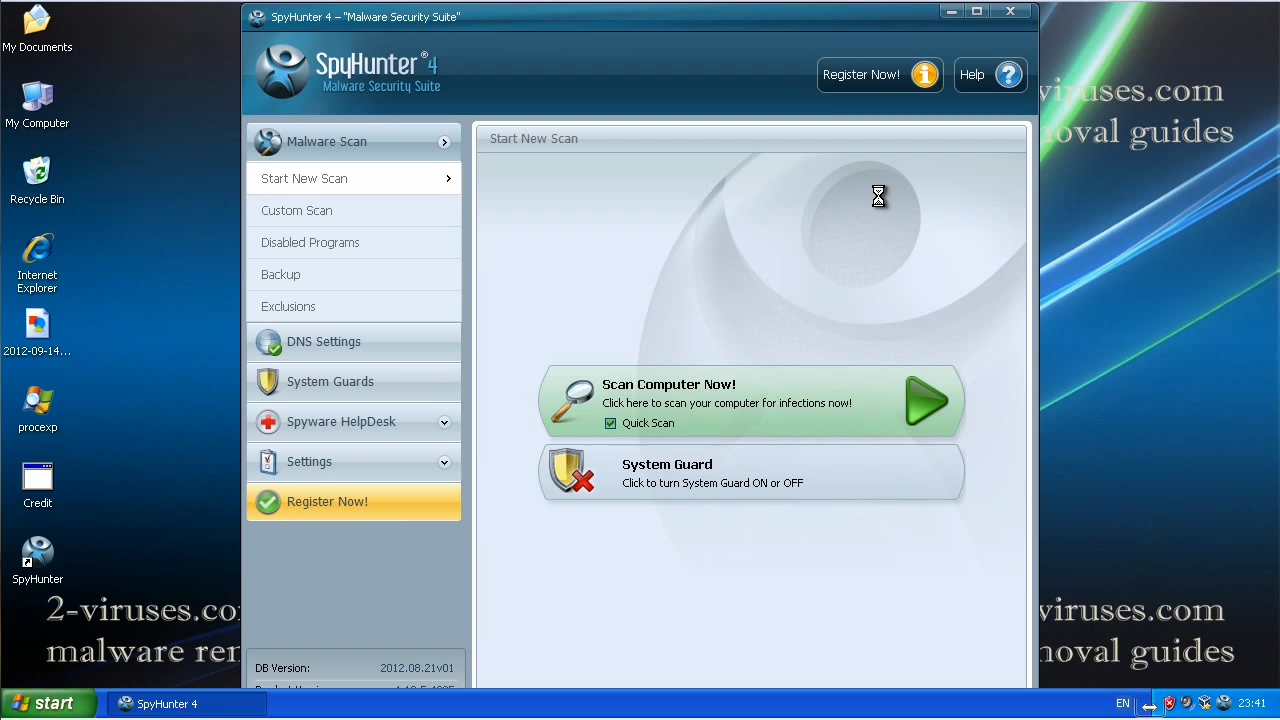 My Documents
My Computer
Recycle Bin
Internet
Explorer
2012-09-14...
procexp
Credit
SpyHunter
SpyHunter 4 – "Malware Security Suite"
SpyHunter® 4
Malware Security Suite
Register Now!
Help
Malware Scan
Start New Scan
Custom Scan
Disabled Programs
Backup
Exclusions
DNS Settings
System Guards
Spyware HelpDesk
Settings
Register Now!
DB Version: 2012.08.21v01
Start New Scan
Scan Computer Now!
Click here to scan your computer for infections now!
Quick Scan
System Guard
Click to turn System Guard ON or OFF
viruses.com
noval guides
2-viruses.co
malware rer
viruses.com
noval guides
start
SpyHunter 4
EN
23:41